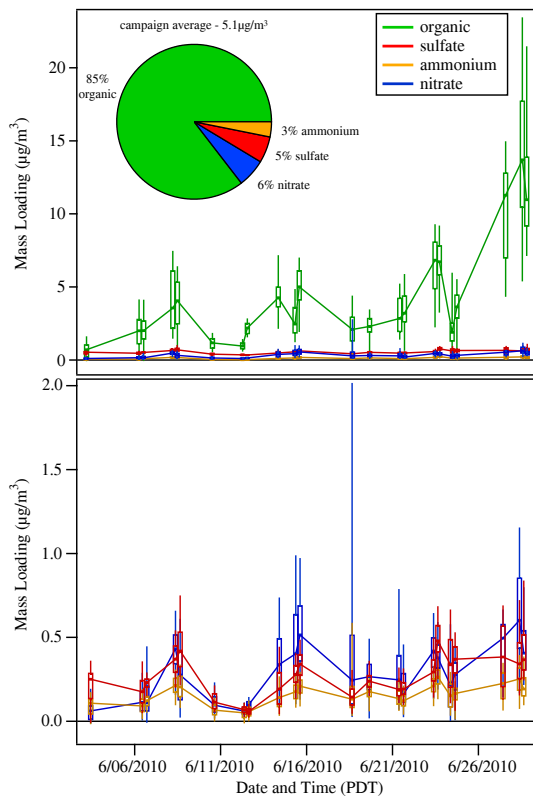 campaign average - 5.1µg/m³
85%
organic
3% ammonium
5% sulfate
6% nitrate
organic
sulfate
ammonium
nitrate
Mass Loading (µg/m³)
20
15
10
5
0
Mass Loading (µg/m³)
2.0
1.5
1.0
0.5
0.0
6/06/2010
6/11/2010
6/16/2010
6/21/2010
6/26/2010
Date and Time (PDT)